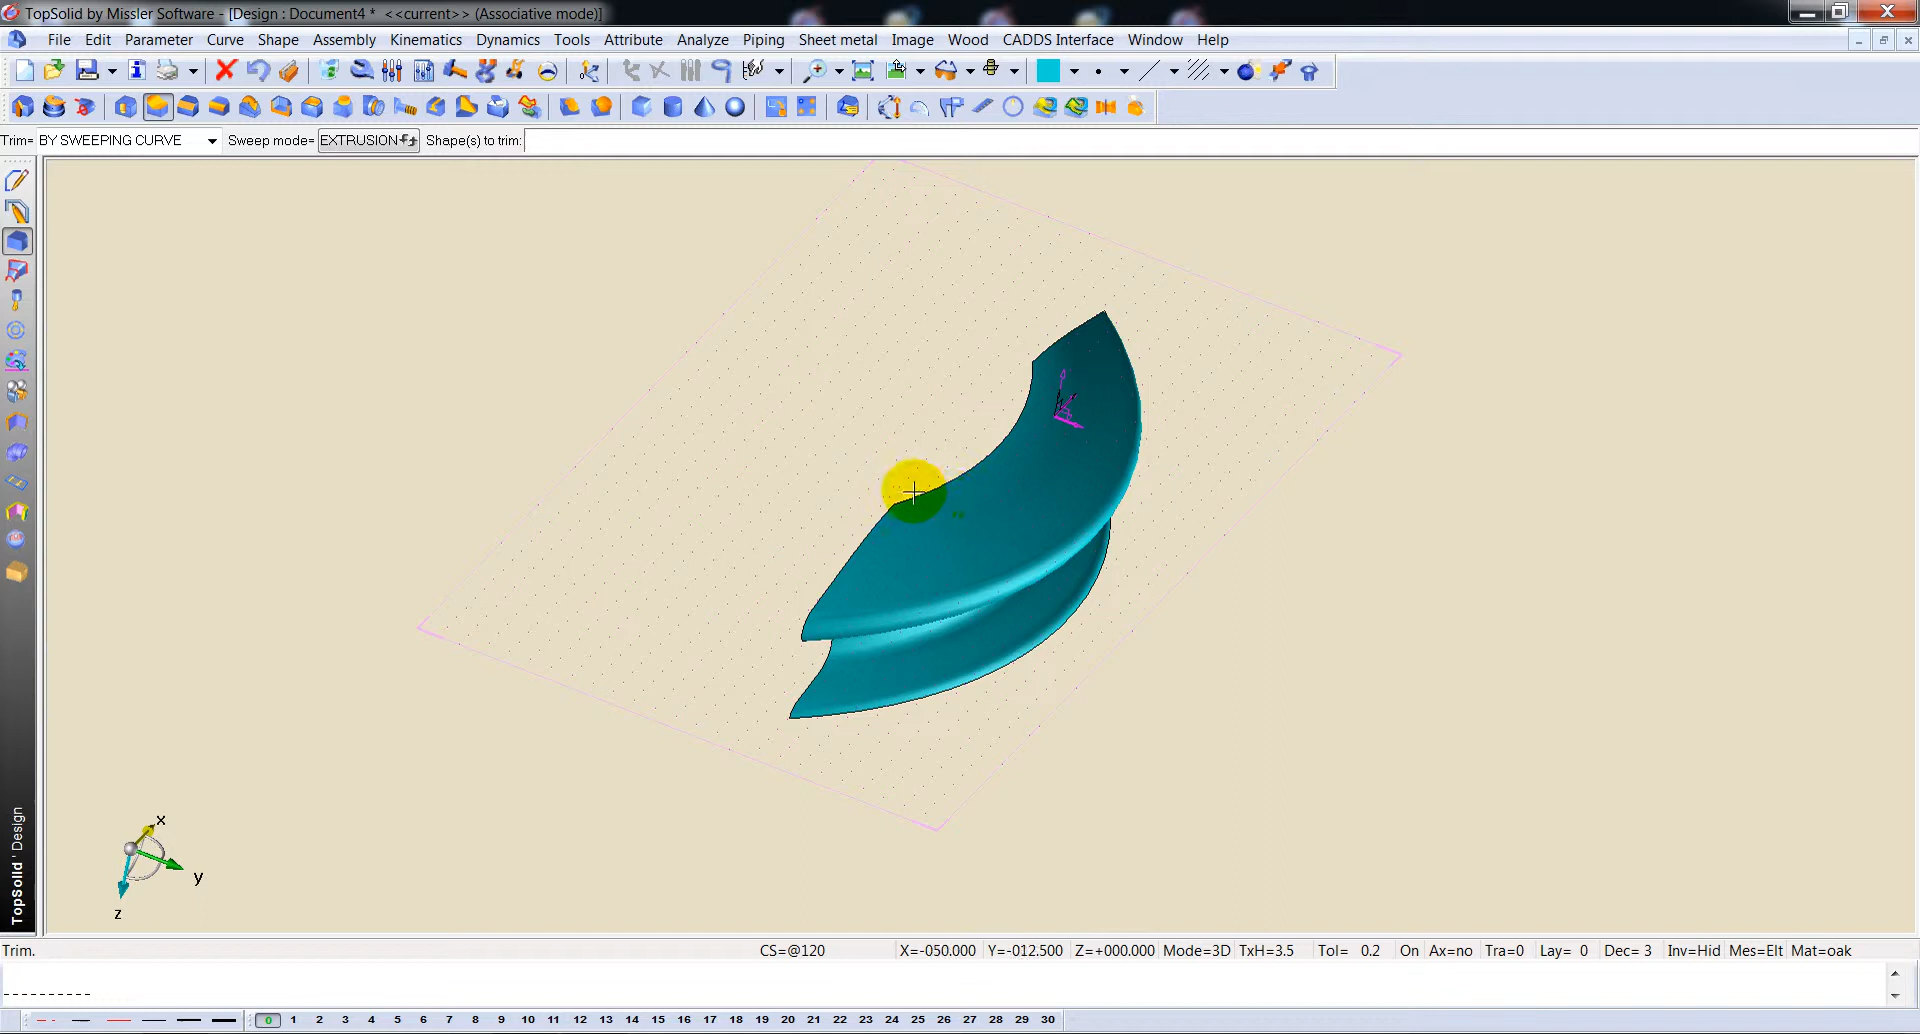 TopSolid by Missler Software - [Design : Document4 *  <<current>> (Associative mode)]
File Edit Parameter Curve Shape Assembly Kinematics Dynamics Tools Attribute Analyze Piping Sheet metal Image Wood CADDS Interface Window Help
Trim= BY SWEEPING CURVE Sweep mode= EXTRUSION Shape(s) to trim:
x
y
z
TopSolid'Design
Trim. CS=@120 X=-050.000 Y=-012.500 Z=+000.000 Mode=3D TxH=3.5 Tol= 0.2 On Ax=no Tra=0 Lay= 0 Dec= 3 Inv=Hid Mes=Elt Mat=oak
----------
0 1 2 3 4 5 6 7 8 9 10 11 12 13 14 15 16 17 18 19 20 21 22 23 24 25 26 27 28 29 30